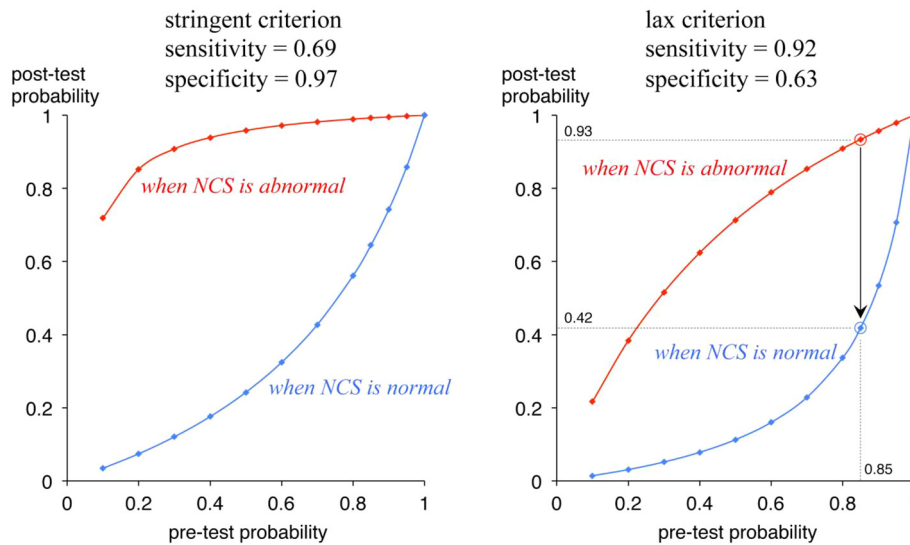 stringent criterion
sensitivity = 0.69
specificity = 0.97
post-test
probability
1
0.8
0.6
0.4
0.2
0
0
0.2
0.4
0.6
0.8
1
when NCS is abnormal
when NCS is normal
pre-test probability
lax criterion
sensitivity = 0.92
specificity = 0.63
post-test
probability
1
0.93
0.8
0.6
0.4
0.42
0.2
0
0
0.2
0.4
0.6
0.8
when NCS is abnormal
when NCS is normal
0.85
pre-test probability